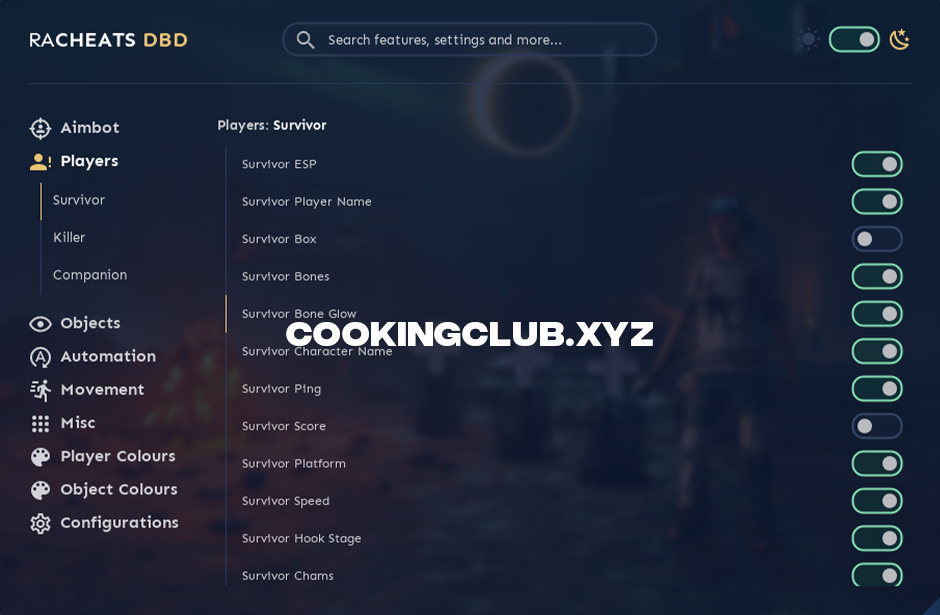 RACHEATS DBD
Search features, settings and more...
Aimbot
Players
Survivor
Killer
Companion
Objects
Automation
Movement
Misc
Player Colours
Object Colours
Configurations
Players: Survivor
Survivor ESP
Survivor Player Name
Survivor Box
Survivor Bones
Survivor Bone Glow
COOKINGCLUB.XYZ
Survivor Character Name
Survivor Ping
Survivor Score
Survivor Platform
Survivor Speed
Survivor Hook Stage
Survivor Chams